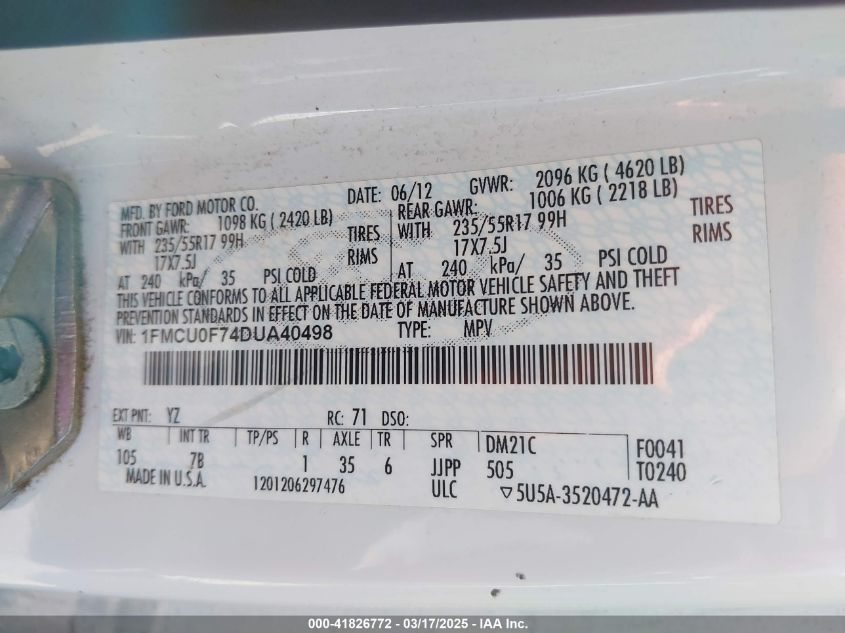 MFD. BY FORD MOTOR CO. DATE: 06/12 GVWR: 2096 KG ( 4620 LB)
FRONT GAWR: 1098 KG ( 2420 LB) REAR GAWR: 1006 KG ( 2218 LB)
WITH 235/55R17 99H TIRES WITH 235/55R17 99H TIRES
17X7.5J RIMS 17X7.5J RIMS
AT 240 kPa/ 35 PSI COLD AT 240 kPa/ 35 PSI COLD
THIS VEHICLE CONFORMS TO ALL APPLICABLE FEDERAL MOTOR VEHICLE SAFETY AND THEFT
PREVENTION STANDARDS IN EFFECT ON THE DATE OF MANUFACTURE SHOWN ABOVE.
VIN: 1FMCU0F74DUA40498 TYPE: MPV
EXT PNT: YZ RC: 71 DSO:
WB INT TR TP/PS R AXLE TR SPR DM21C F0041
105 7B 1 35 6 JJPP 505 T0240
MADE IN U.S.A. 1201206297476 ULC ▽5U5A-3520472-AA
000-41826772 - 03/17/2025 - IAA Inc.